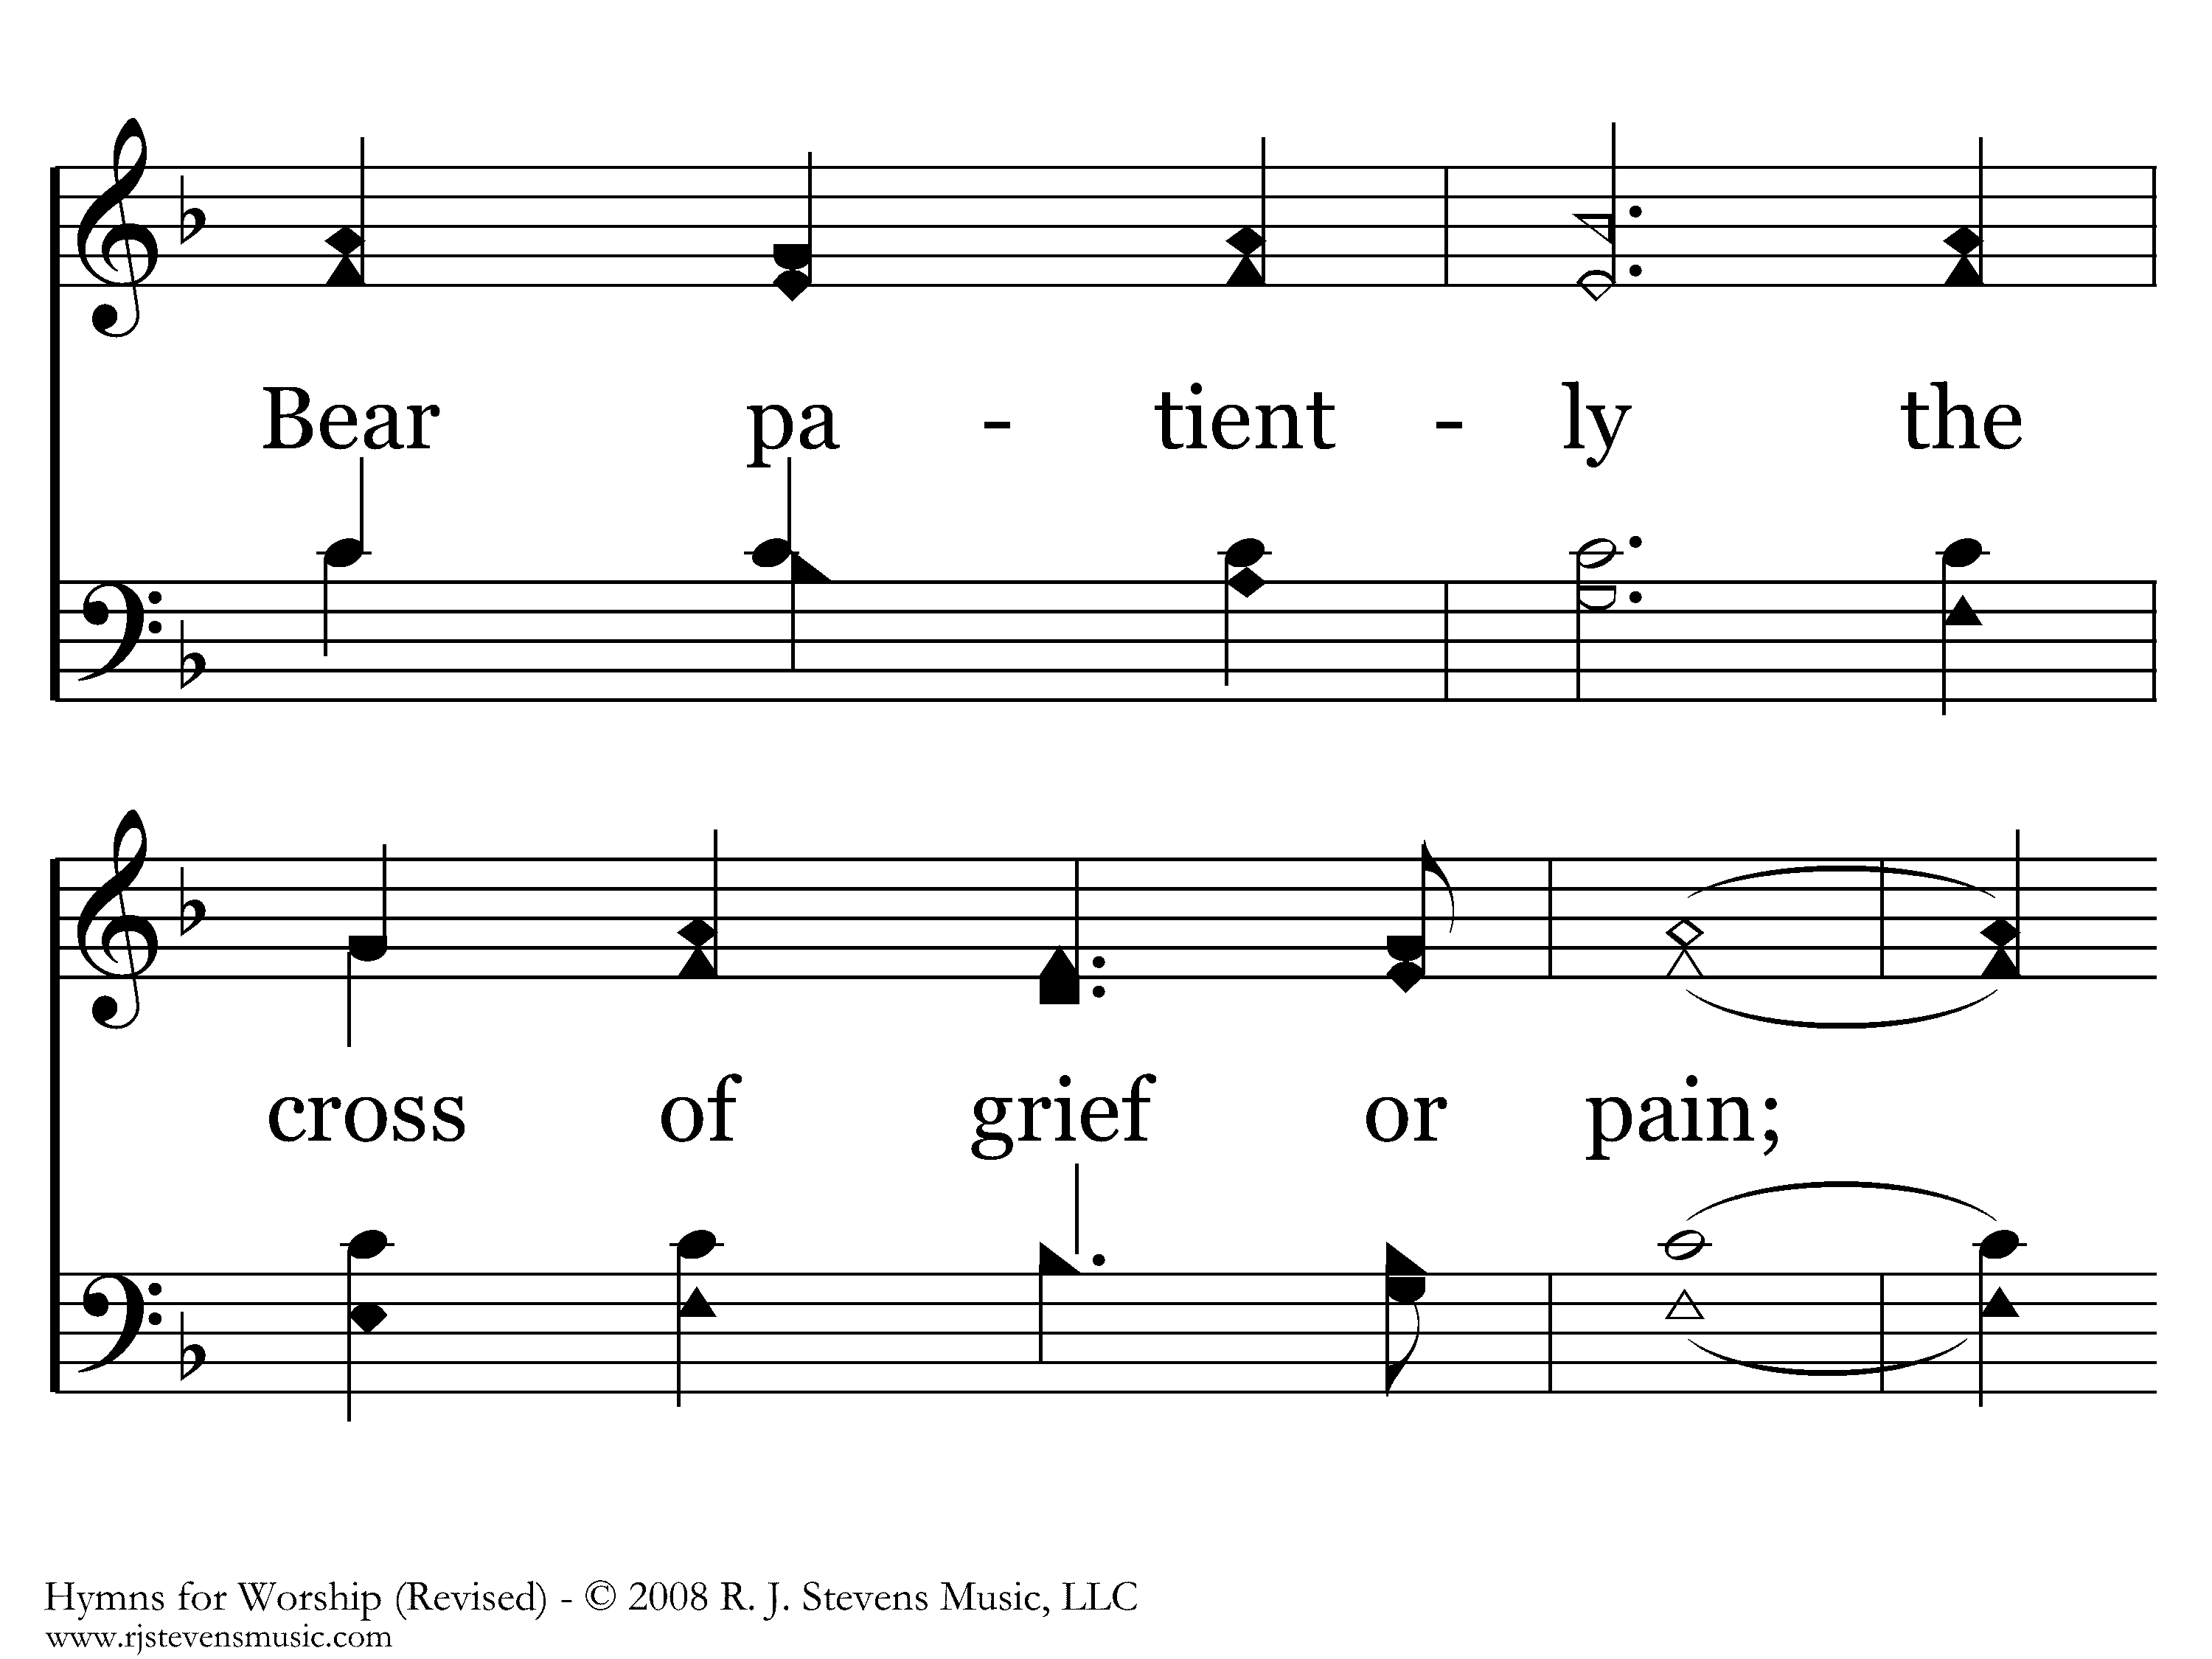 Bear pa - tient - ly the
cross of grief or pain;
Hymns for Worship (Revised) - © 2008 R. J. Stevens Music, LLC
www.rjstevensmusic.com